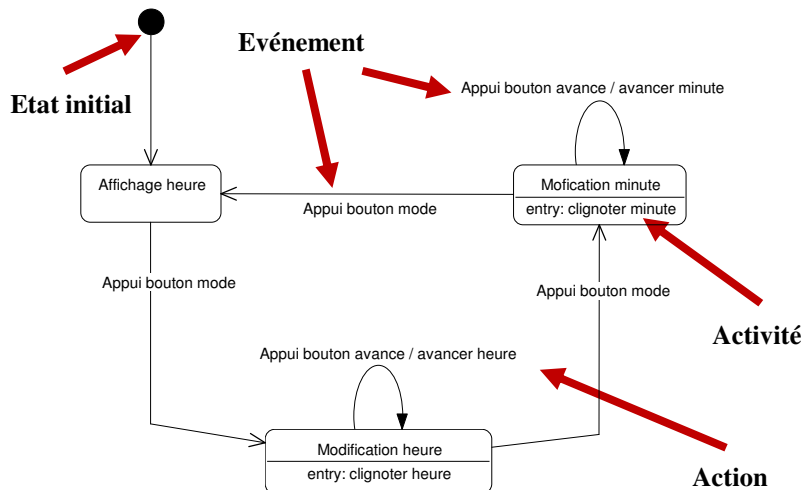 Evénement
Etat initial
Appui bouton avance / avancer minute
Affichage heure
Mofication minute
entry: clignoter minute
Appui bouton mode
Appui bouton mode
Appui bouton mode
Activité
Appui bouton avance / avancer heure
Modification heure
entry: clignoter heure
Action